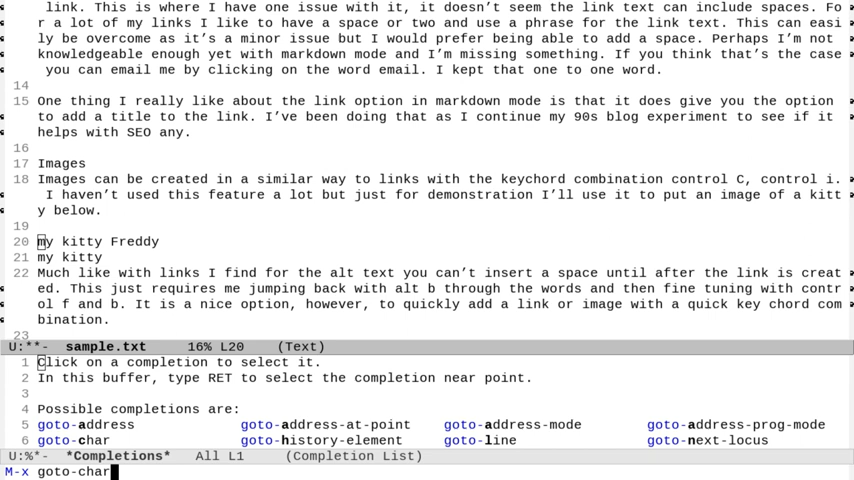 link. This is where I have one issue with it, it doesn’t seem the link text can include spaces. Fo
r a lot of my links I like to have a space or two and use a phrase for the link text. This can easi
ly be overcome as it’s a minor issue but I would prefer being able to add a space. Perhaps I’m not
knowledgeable enough yet with markdown mode and I’m missing something. If you think that’s the case
you can email me by clicking on the word email. I kept that one to one word.
14
15 One thing I really like about the link option in markdown mode is that it does give you the option
to add a title to the link. I’ve been doing that as I continue my 90s blog experiment to see if it
helps with SEO any.
16
17 Images
18 Images can be created in a similar way to links with the keychord combination control C, control i.
I haven’t used this feature a lot but just for demonstration I’ll use it to put an image of a kitt
y below.
19
20 my kitty Freddy
21 my kitty
22 Much like with links I find for the alt text you can’t insert a space until after the link is creat
ed. This just requires me jumping back with alt b through the words and then fine tuning with contr
ol f and b. It is a nice option, however, to quickly add a link or image with a quick key chord com
bination.
23
U:**- sample.txt 16% L20 (Text)
1 Click on a completion to select it.
2 In this buffer, type RET to select the completion near point.
3
4 Possible completions are:
5 goto-address goto-address-at-point goto-address-mode goto-address-prog-mode
6 goto-char goto-history-element goto-line goto-next-locus
U:%*- *Completions* All L1 (Completion List)
M-x goto-char